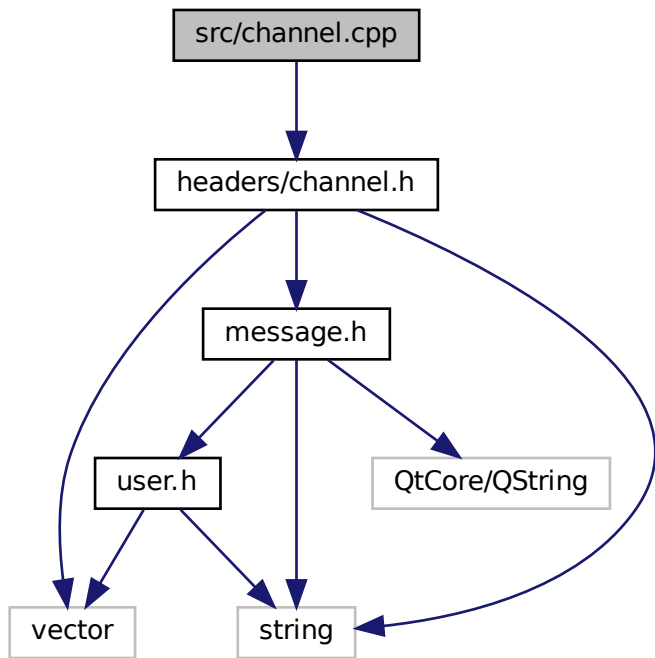 src/channel.cpp
headers/channel.h
message.h
user.h
QtCore/QString
vector
string